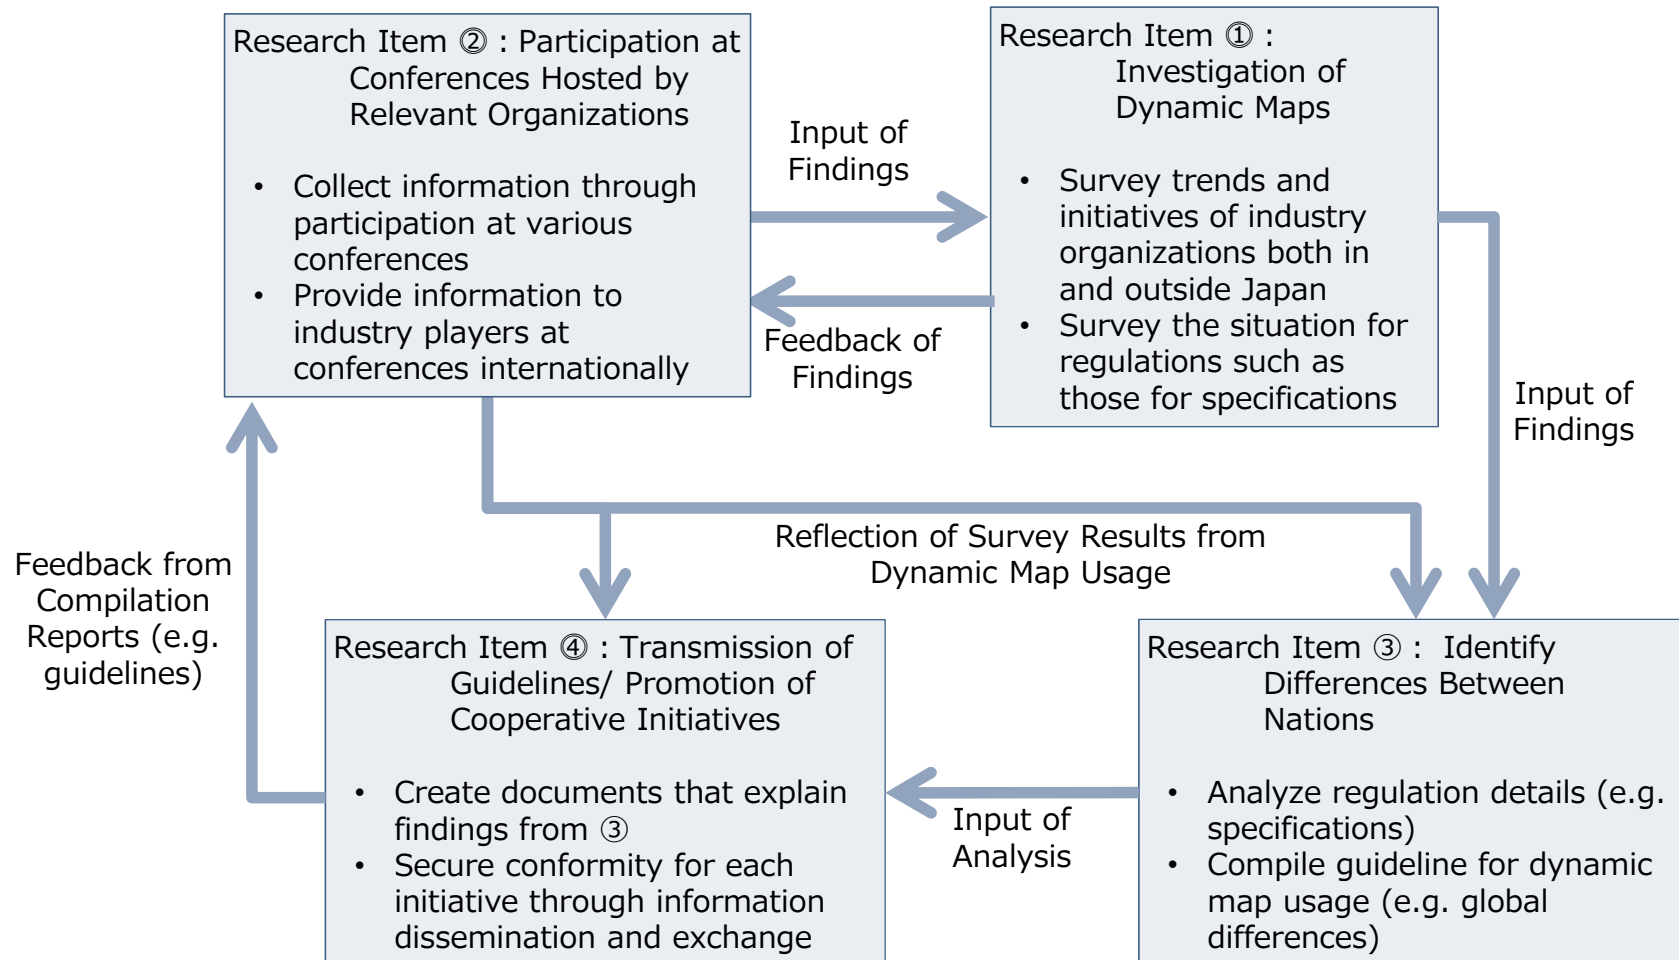 Research Item ② : Participation at
Conferences Hosted by
Relevant Organizations
• Collect information through
participation at various
conferences
• Provide information to
industry players at
conferences internationally
Input of
Findings
Feedback of
Findings
Research Item ① :
Investigation of
Dynamic Maps
• Survey trends and
initiatives of industry
organizations both in
and outside Japan
• Survey the situation for
regulations such as
those for specifications
Input of
Findings
Reflection of Survey Results from
Dynamic Map Usage
Feedback from
Compilation
Reports (e.g.
guidelines)
Research Item ④ : Transmission of
Guidelines/ Promotion of
Cooperative Initiatives
• Create documents that explain
findings from ③
• Secure conformity for each
initiative through information
dissemination and exchange
Input of
Analysis
Research Item ③ : Identify
Differences Between
Nations
• Analyze regulation details (e.g.
specifications)
• Compile guideline for dynamic
map usage (e.g. global
differences)